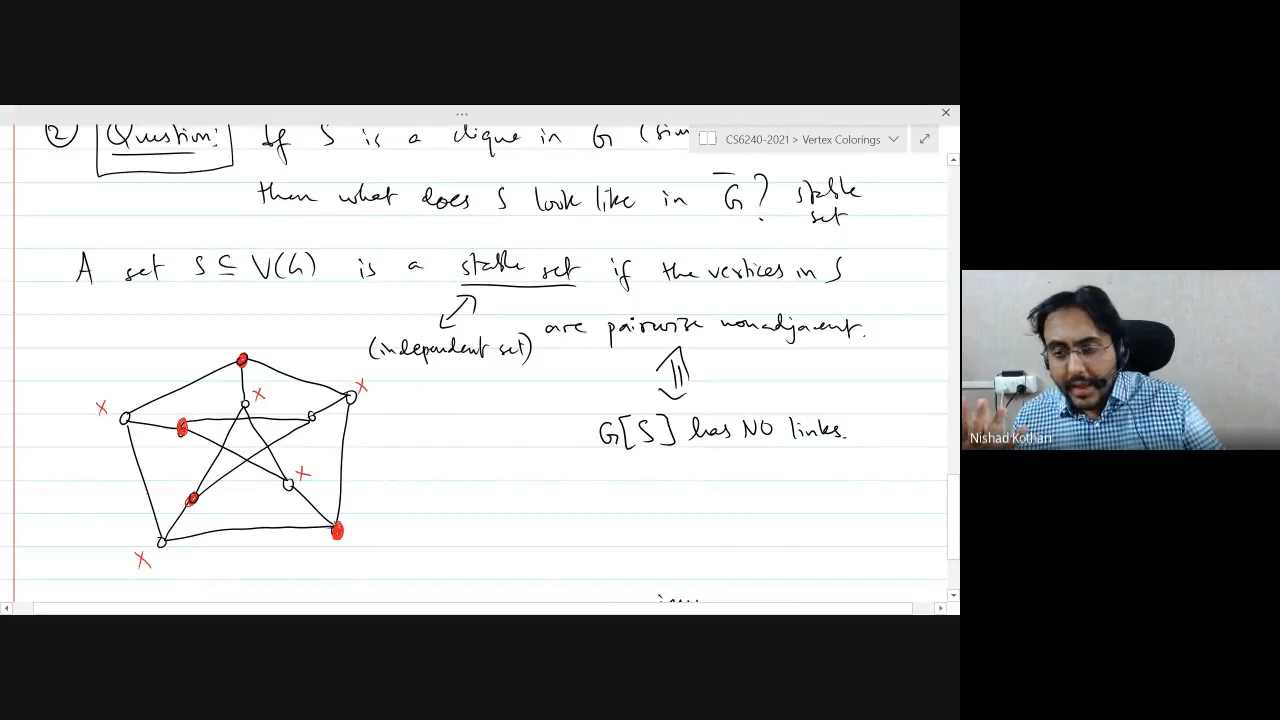 ② Question: If S is a clique in G (sim
CS6240-2021 > Vertex Colorings
then what does S look like in G̅? stable
set
A set S ⊆ V(G) is a stable set if the vertices in S
(independent set) are pairwise nonadjacent.
⇕
G[S] has NO links.
X
X
X
X
X
Nishad Kothari